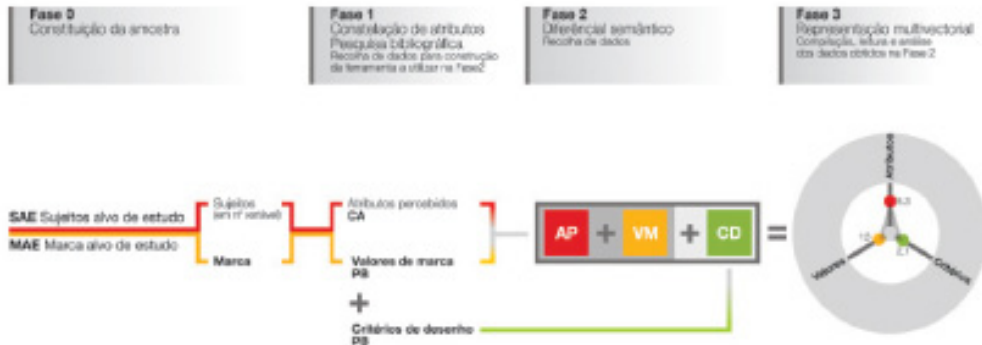 Fase 0
Constituição da amostra
Fase 1
Constelação de atributos
Pesquisa bibliográfica
Recolha de dados para construção
da ferramenta a utilizar na Fase2
Fase 2
Diferencial semântico
Recolha de dados
Fase 3
Representação multivectorial
Compilação, leitura e análise
dos dados obtidos na Fase 2
SAE Sujeitos alvo de estudo
MAE Marca alvo de estudo
Sujeitos
(em nº variável)
Marca
Atributos percebidos
CA
Valores de marca
PB
+
Critérios de desenho
PB
AP + VM + CD =
Atributos
Valores
Critérios